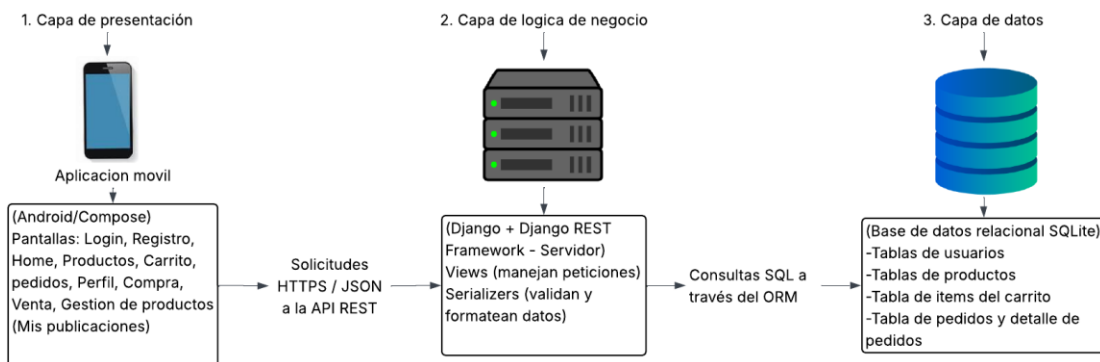 1. Capa de presentación
Aplicacion movil
(Android/Compose)
Pantallas: Login, Registro,
Home, Productos, Carrito,
pedidos, Perfil, Compra,
Venta, Gestion de productos
(Mis publicaciones)
Solicitudes
HTTPS / JSON
a la API REST
2. Capa de logica de negocio
(Django + Django REST
Framework - Servidor)
Views (manejan peticiones)
Serializers (validan y
formatean datos)
Consultas SQL a
través del ORM
3. Capa de datos
(Base de datos relacional SQLite)
-Tablas de usuarios
-Tablas de productos
-Tabla de items del carrito
-Tabla de pedidos y detalle de
pedidos